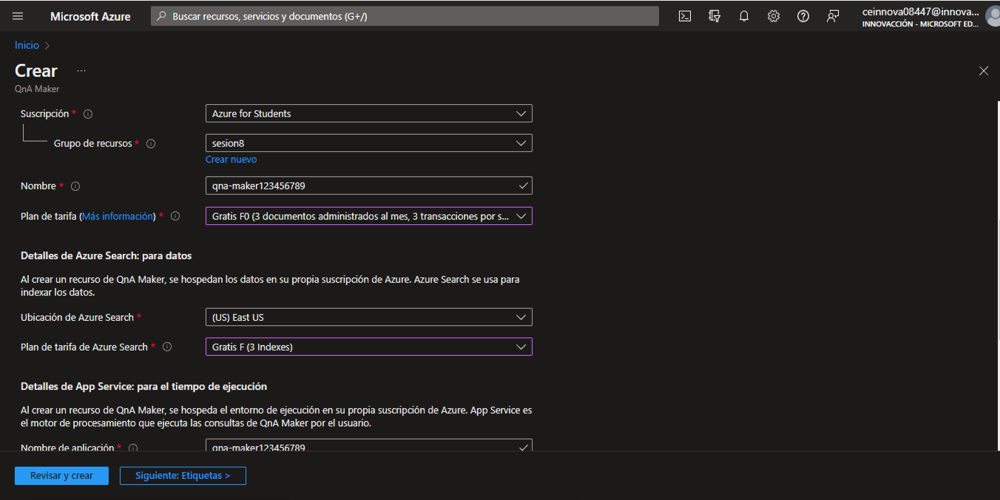 Microsoft Azure
Buscar recursos, servicios y documentos (G+/)
ceinnova08447@innova...
INNOVACCIÓN - MICROSOFT ED...
Inicio >
Crear ...
QnA Maker
Suscripción *
Azure for Students
Grupo de recursos *
sesion8
Crear nuevo
Nombre *
qna-maker123456789
Plan de tarifa (Más información) *
Gratis F0 (3 documentos administrados al mes, 3 transacciones por s...
Detalles de Azure Search: para datos
Al crear un recurso de QnA Maker, se hospedan los datos en su propia suscripción de Azure. Azure Search se usa para
indexar los datos.
Ubicación de Azure Search *
(US) East US
Plan de tarifa de Azure Search *
Gratis F (3 Indexes)
Detalles de App Service: para el tiempo de ejecución
Al crear un recurso de QnA Maker, se hospeda el entorno de ejecución en su propia suscripción de Azure. App Service es
el motor de procesamiento que ejecuta las consultas de QnA Maker por el usuario.
Nombre de aplicación *
qna-maker123456789
Revisar y crear
Siguiente: Etiquetas >